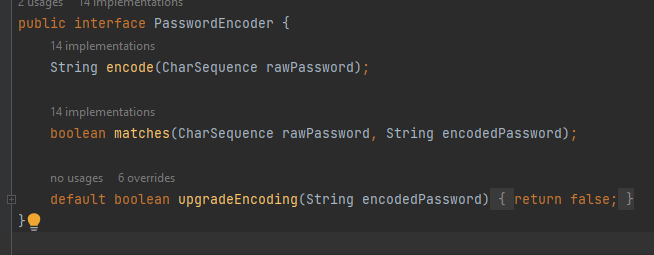 2 usages 14 implementations
public interface PasswordEncoder {
14 implementations
String encode(CharSequence rawPassword);
14 implementations
boolean matches(CharSequence rawPassword, String encodedPassword);
no usages 6 overrides
default boolean upgradeEncoding(String encodedPassword) { return false; }
}